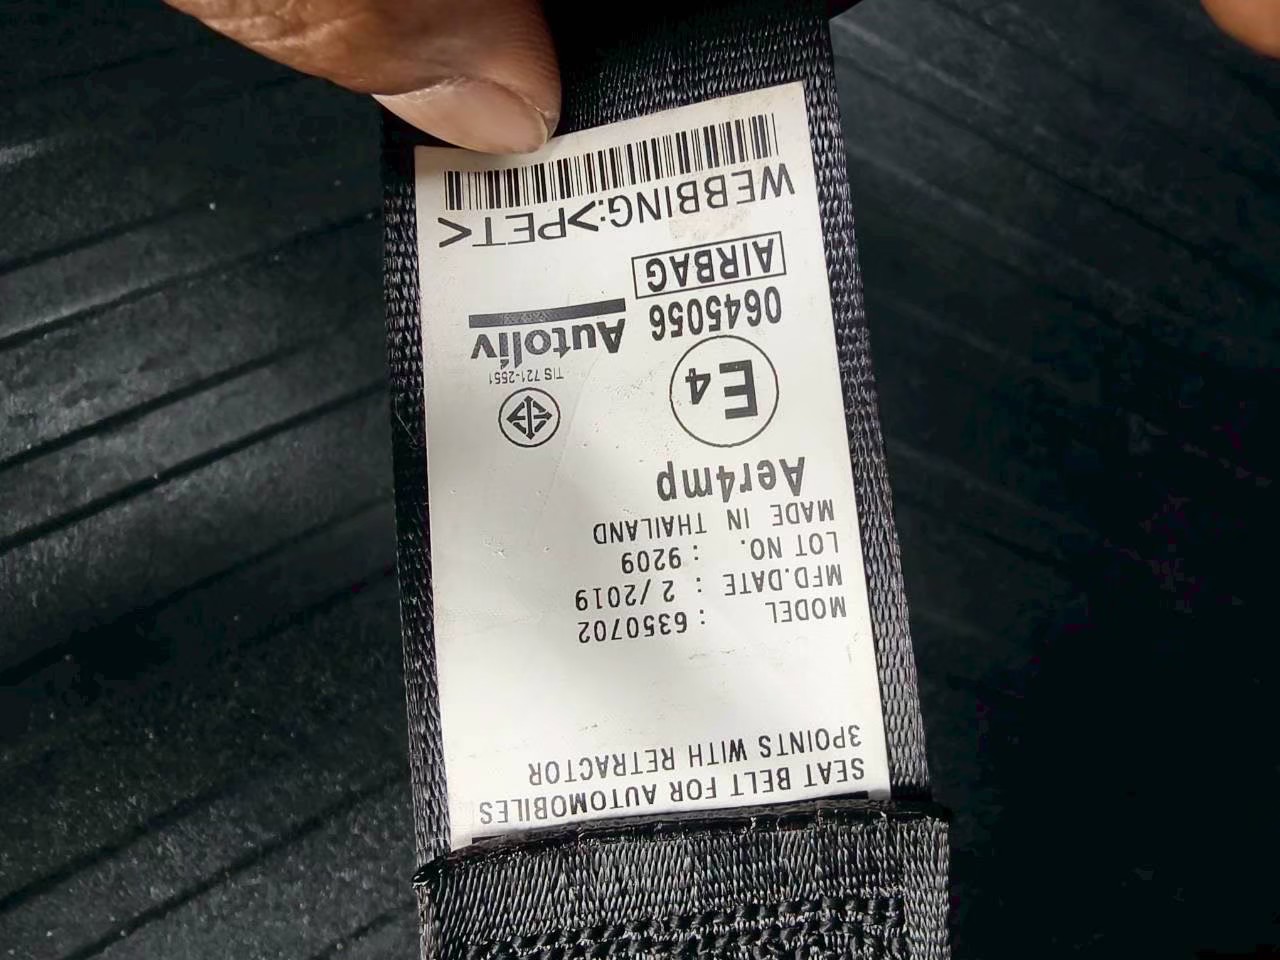 SEAT BELT FOR AUTOMOBILES
3POINTS WITH RETRACTOR
MODEL : 6350702
MFD.DATE : 2/2019
LOT NO. : 9209
MADE IN THAILAND
Aer4mp
E4
TIS 721-2551
0645056
Autoliv
AIRBAG
WEBBING:>PET<